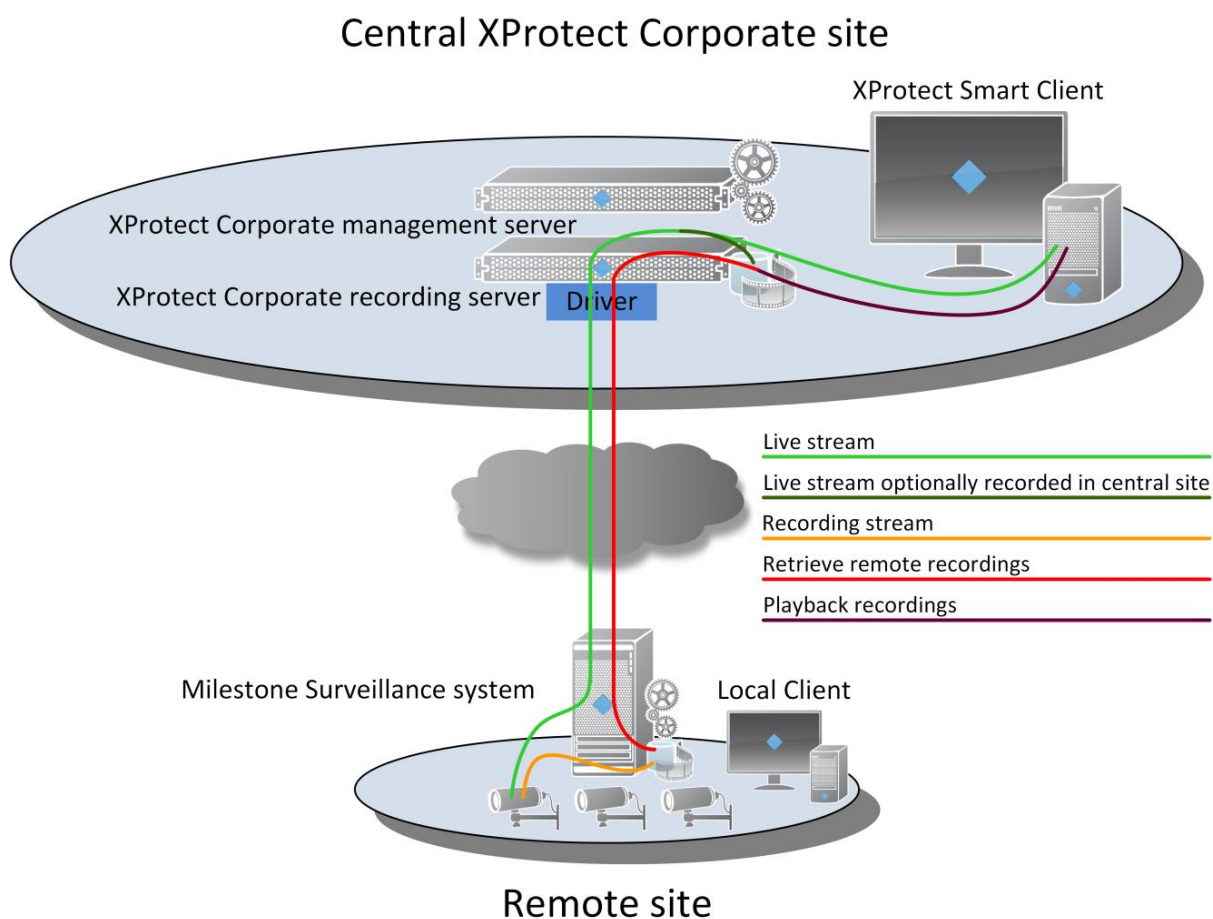 Central XProtect Corporate site
XProtect Smart Client
XProtect Corporate management server
XProtect Corporate recording server
Driver
Live stream
Live stream optionally recorded in central site
Recording stream
Retrieve remote recordings
Playback recordings
Milestone Surveillance system
Local Client
Remote site